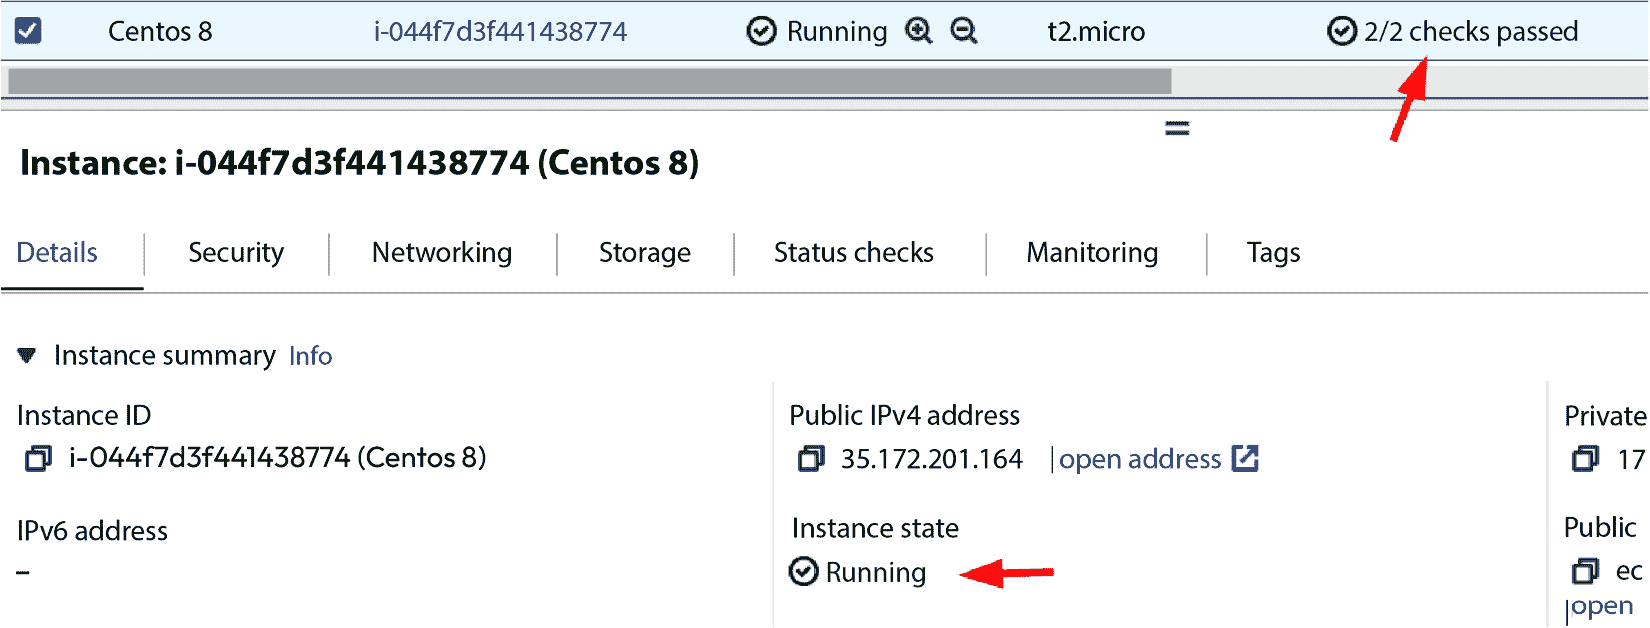 Centos 8 i-044f7d3f441438774 Running t2.micro 2/2 checks passed
Instance: i-044f7d3f441438774 (Centos 8)
Details Security Networking Storage Status checks Manitoring Tags
Instance summary Info
Instance ID Public IPv4 address Private
i-044f7d3f441438774 (Centos 8) 35.172.201.164 |open address 17
IPv6 address Instance state Public
– Running ec
|open